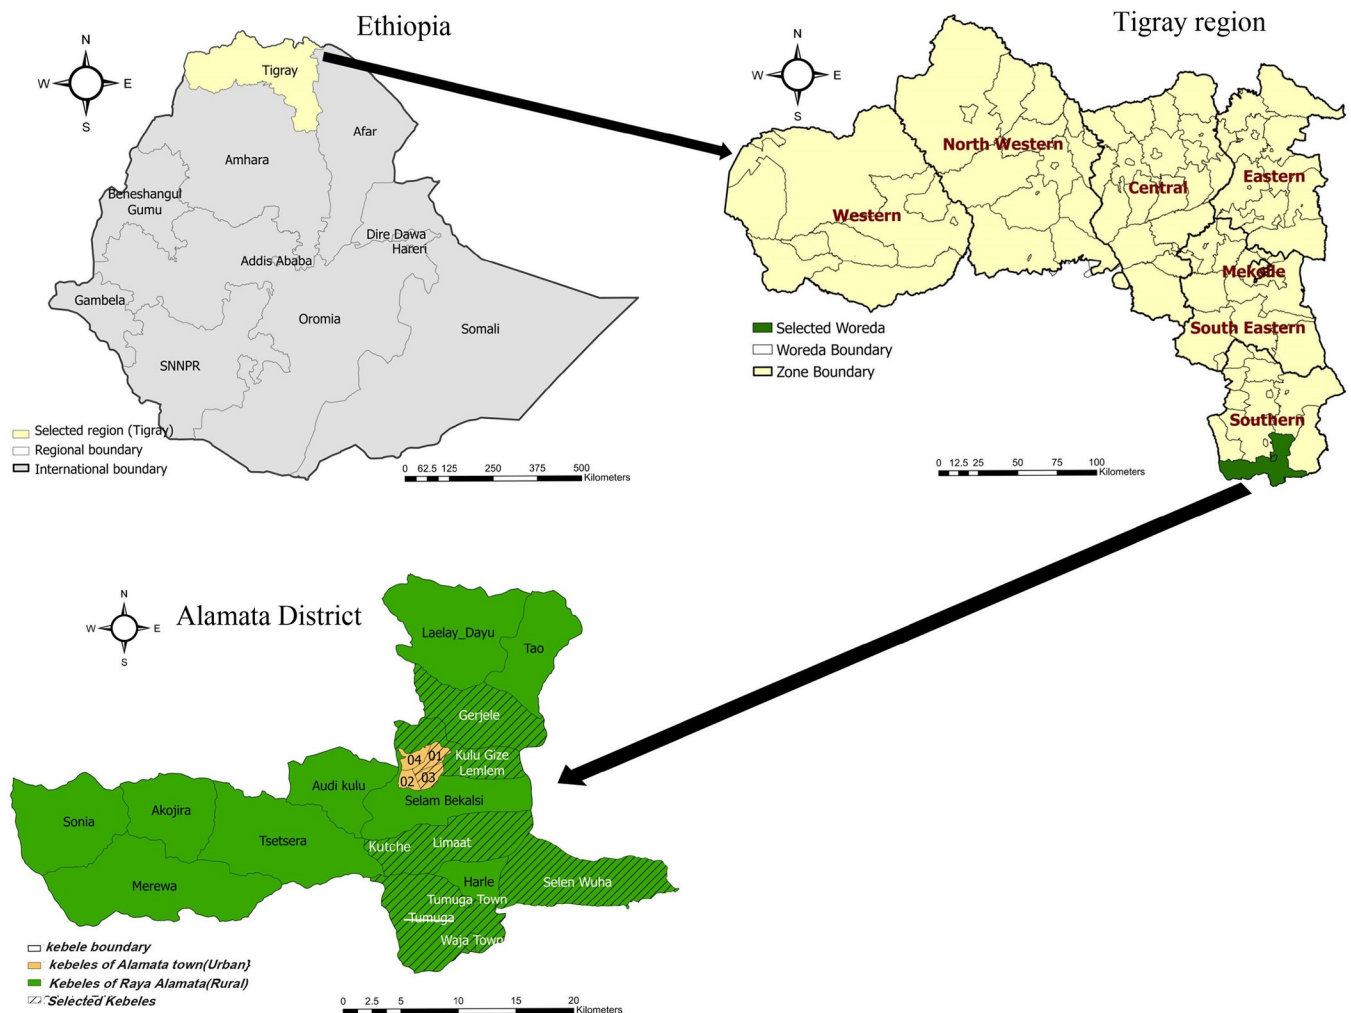 Ethiopia
N
W E
S
Tigray
Afar
Amhara
Beneshangul
Gumu
Dire Dawa
Hareri
Addis Ababa
Gambela
Oromia
Somali
SNNPR
Selected region (Tigray)
Regional boundary
International boundary
0 62.5 125 250 375 500
Kilometers
Tigray region
N
W E
S
North Western
Central
Eastern
Western
Mekelle
South Eastern
Southern
Selected Woreda
Woreda Boundary
Zone Boundary
0 12.5 25 50 75 100
Kilometers
Alamata District
N
W E
S
Laelay_Dayu
Tao
Gerjele
04 01
02 03
Kulu Gize
Lemlem
Audi kulu
Selam Bekalsi
Sonia
Akojira
Tsetsera
Kutche
Limaat
Merewa
Harle
Selen Wuha
Tumuga Town
Tumuga
Waja Town
kebele boundary
kebeles of Alamata town(Urban}
Kebeles of Raya Alamata(Rural)
Selected Kebeles
0 2.5 5 10 15 20
Kilometers